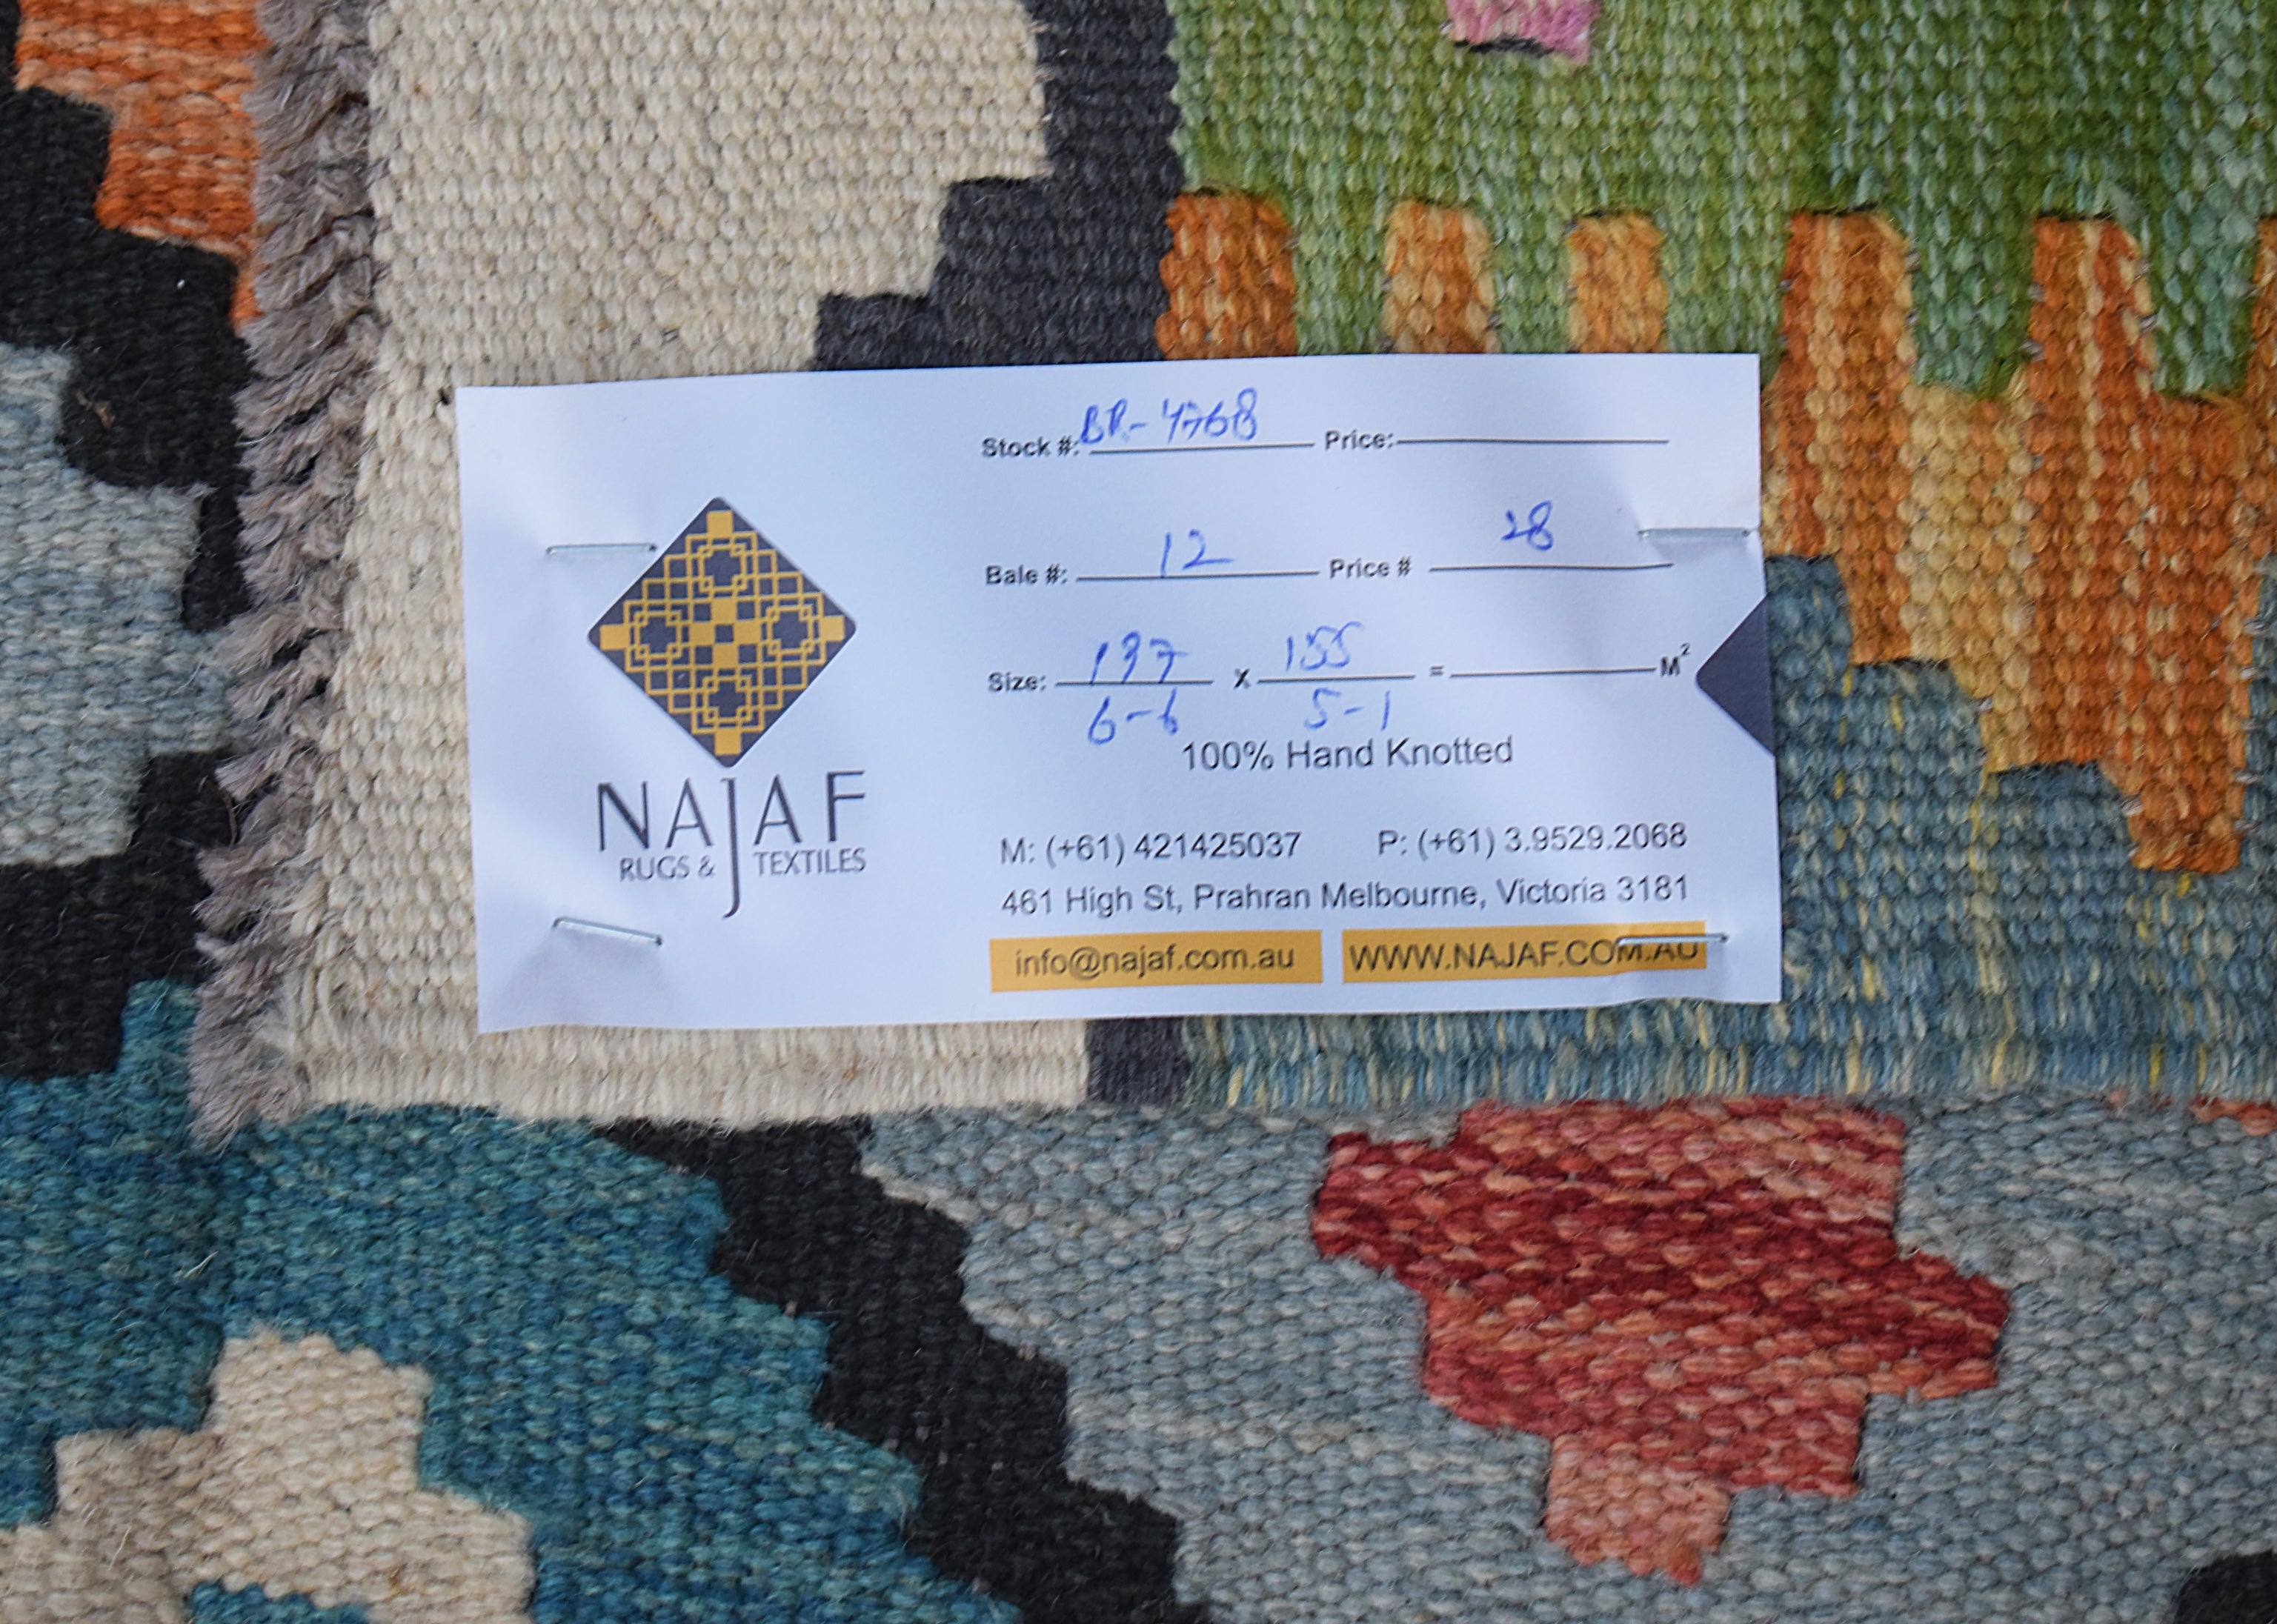 Stock #: BR-4768 Price:
Bale #: 12 Price # 28
Size: 197 x 155 = M²
6-6 5-1
100% Hand Knotted
NAJAF
RUGS & TEXTILES
M: (+61) 421425037 P: (+61) 3.9529.2068
461 High St, Prahran Melbourne, Victoria 3181
info@najaf.com.au WWW.NAJAF.COM.AU